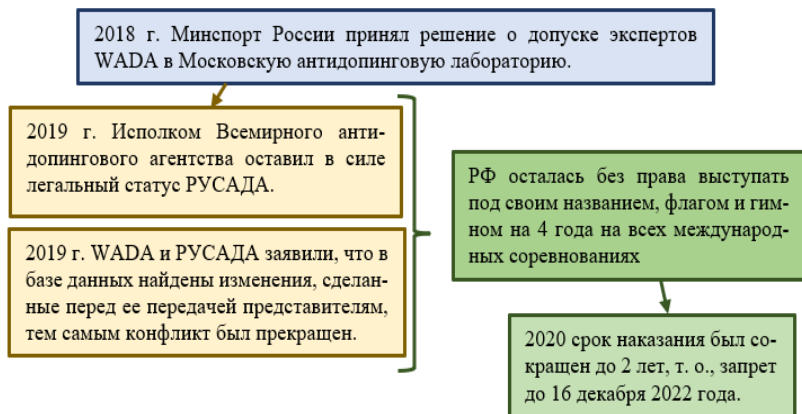 2018 г. Минспорт России принял решение о допуске экспертов
WADA в Московскую антидопинговую лабораторию.
2019 г. Исполком Всемирного анти-
допингового агентства оставил в силе
легальный статус РУСАДА.
2019 г. WADA и РУСАДА заявили, что в
базе данных найдены изменения, сделан-
ные перед ее передачей представителям,
тем самым конфликт был прекращен.
РФ осталась без права выступать
под своим названием, флагом и гим-
ном на 4 года на всех международ-
ных соревнованиях
2020 срок наказания был со-
кращен до 2 лет, т. о., запрет
до 16 декабря 2022 года.